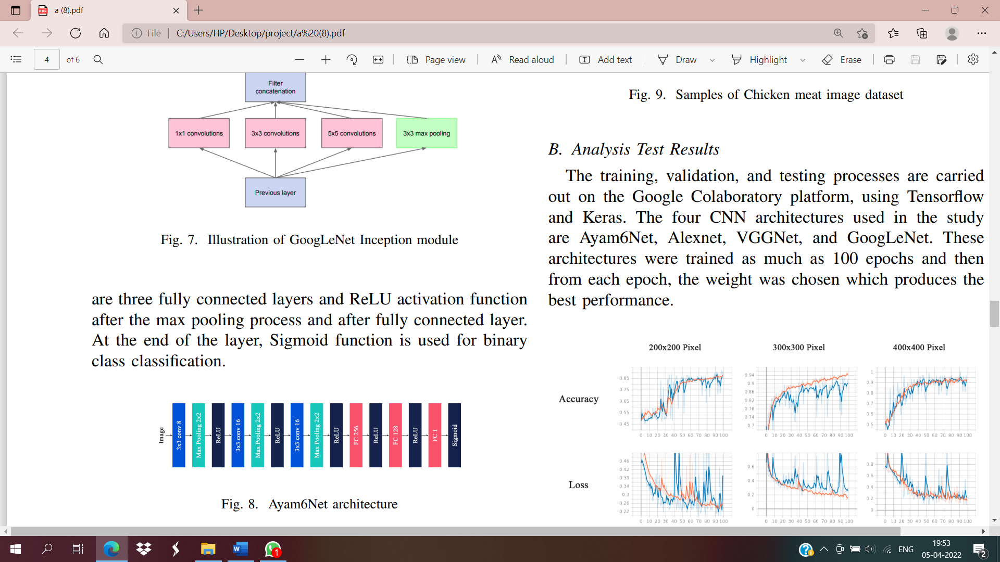 a (8).pdf
File
C:/Users/HP/Desktop/project/a%20(8).pdf
4
of 6
Page view
Read aloud
Add text
Draw
Highlight
Erase
Filter
concatenation
1x1 convolutions
3x3 convolutions
5x5 convolutions
3x3 max pooling
Previous layer
Fig. 7. Illustration of GoogLeNet Inception module
are three fully connected layers and ReLU activation function
after the max pooling process and after fully connected layer.
At the end of the layer, Sigmoid function is used for binary
class classification.
Image
3x3 conv 8
Max Pooling 2x2
ReLU
3x3 conv 16
Max Pooling 2x2
ReLU
3x3 conv 16
Max Pooling 2x2
ReLU
FC 256
ReLU
FC 128
ReLU
FC 1
Sigmoid
Fig. 8. Ayam6Net architecture
Fig. 9. Samples of Chicken meat image dataset
B. Analysis Test Results
The training, validation, and testing processes are carried
out on the Google Colaboratory platform, using Tensorflow
and Keras. The four CNN architectures used in the study
are Ayam6Net, Alexnet, VGGNet, and GoogLeNet. These
architectures were trained as much as 100 epochs and then
from each epoch, the weight was chosen which produces the
best performance.
200x200 Pixel
300x300 Pixel
400x400 Pixel
Accuracy
0.85
0.75
0.65
0.55
0.45
0 10 20 30 40 50 60 70 80 90 100
0.94
0.9
0.86
0.82
0.78
0.74
0.7
0 10 20 30 40 50 60 70 80 90 100
1
0.9
0.8
0.7
0.6
0.5
0 10 20 30 40 50 60 70 80 90 100
Loss
0.46
0.42
0.38
0.34
0.3
0.26
0.22
0 10 20 30 40 50 60 70 80 90 100
0.6
0.4
0.2
0
0 10 20 30 40 50 60 70 80 90 100
0.8
0.6
0.4
0.2
0
0 10 20 30 40 50 60 70 80 90 100
1
ENG
19:53
05-04-2022
2